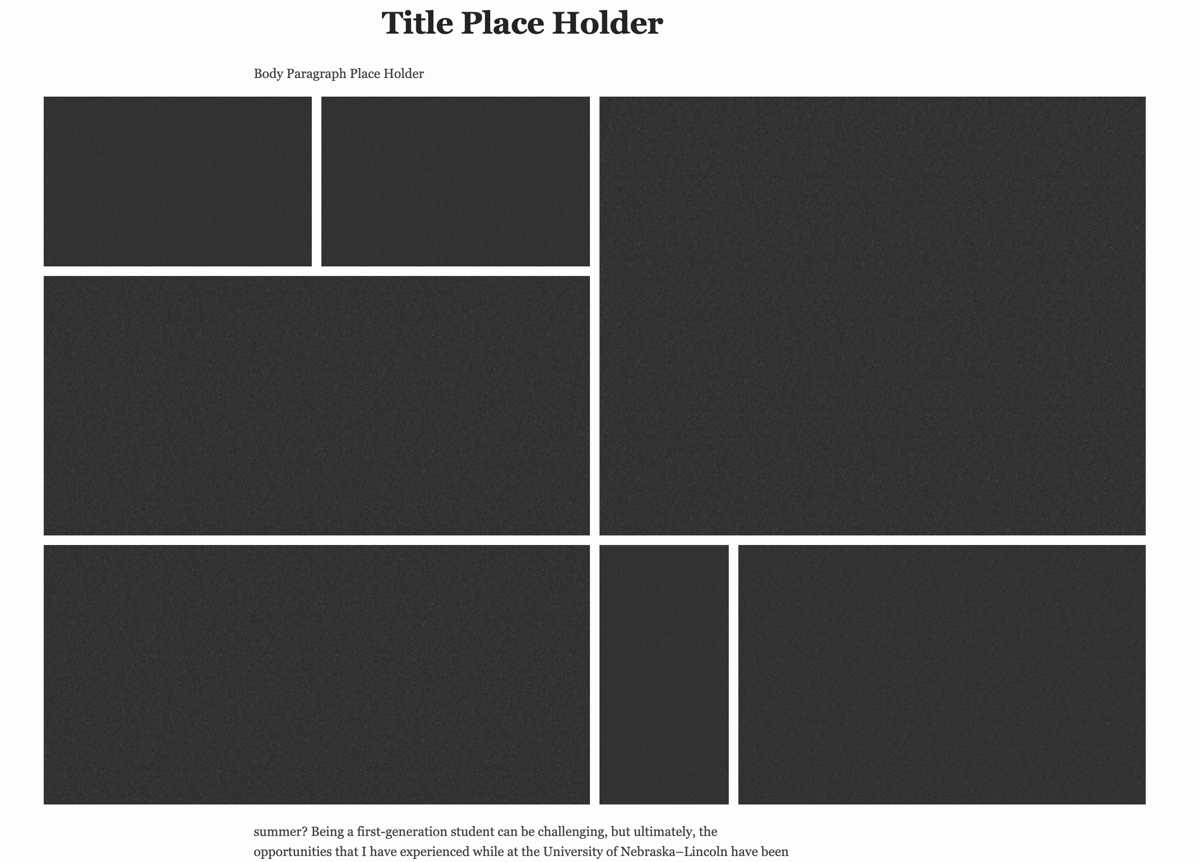 Title Place Holder
Body Paragraph Place Holder
summer? Being a first-generation student can be challenging, but ultimately, the
opportunities that I have experienced while at the University of Nebraska–Lincoln have been